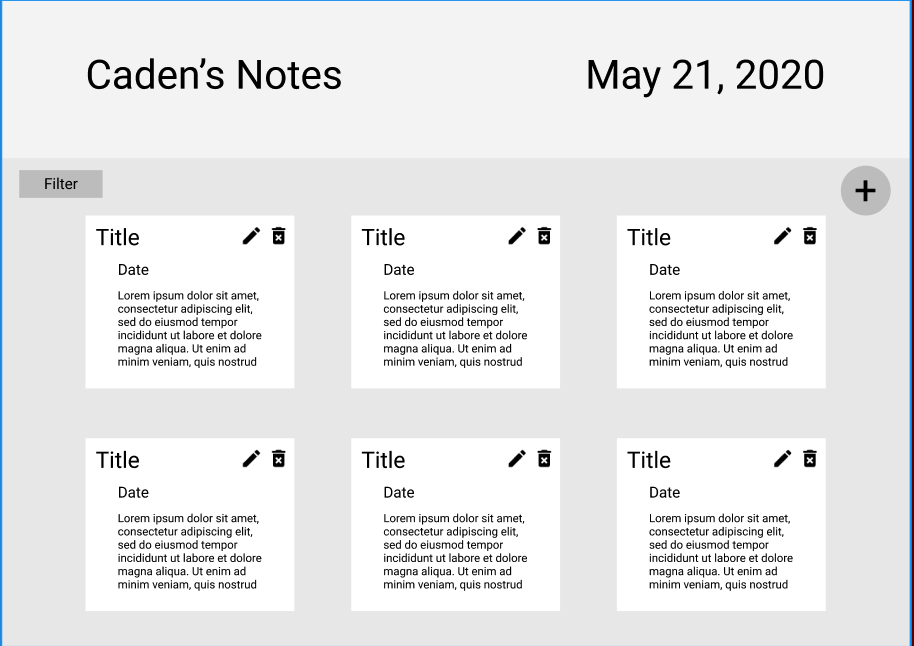 Caden’s Notes
May 21, 2020
Filter
+
Title
Date
Lorem ipsum dolor sit amet,
consectetur adipiscing elit,
sed do eiusmod tempor
incididunt ut labore et dolore
magna aliqua. Ut enim ad
minim veniam, quis nostrud
Title
Date
Lorem ipsum dolor sit amet,
consectetur adipiscing elit,
sed do eiusmod tempor
incididunt ut labore et dolore
magna aliqua. Ut enim ad
minim veniam, quis nostrud
Title
Date
Lorem ipsum dolor sit amet,
consectetur adipiscing elit,
sed do eiusmod tempor
incididunt ut labore et dolore
magna aliqua. Ut enim ad
minim veniam, quis nostrud
Title
Date
Lorem ipsum dolor sit amet,
consectetur adipiscing elit,
sed do eiusmod tempor
incididunt ut labore et dolore
magna aliqua. Ut enim ad
minim veniam, quis nostrud
Title
Date
Lorem ipsum dolor sit amet,
consectetur adipiscing elit,
sed do eiusmod tempor
incididunt ut labore et dolore
magna aliqua. Ut enim ad
minim veniam, quis nostrud
Title
Date
Lorem ipsum dolor sit amet,
consectetur adipiscing elit,
sed do eiusmod tempor
incididunt ut labore et dolore
magna aliqua. Ut enim ad
minim veniam, quis nostrud